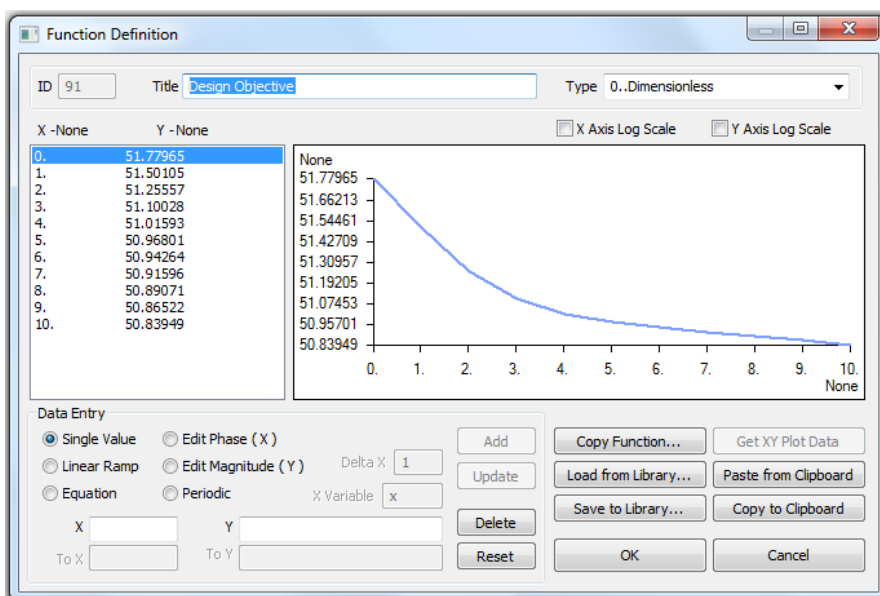 Function Definition
ID 91 Title Design Objective Type 0..Dimensionless
X -None Y -None X Axis Log Scale Y Axis Log Scale
0. 51.77965
1. 51.50105
2. 51.25557
3. 51.10028
4. 51.01593
5. 50.96801
6. 50.94264
7. 50.91596
8. 50.89071
9. 50.86522
10. 50.83949
None
51.77965
51.66213
51.54461
51.42709
51.30957
51.19205
51.07453
50.95701
50.83949
0. 1. 2. 3. 4. 5. 6. 7. 8. 9. 10.
None
Data Entry
Single Value Edit Phase ( X ) Add
Linear Ramp Edit Magnitude ( Y ) Delta X 1 Update
Equation Periodic X Variable x
X Y Delete
To X To Y Reset
Copy Function... Get XY Plot Data
Load from Library... Paste from Clipboard
Save to Library... Copy to Clipboard
OK Cancel